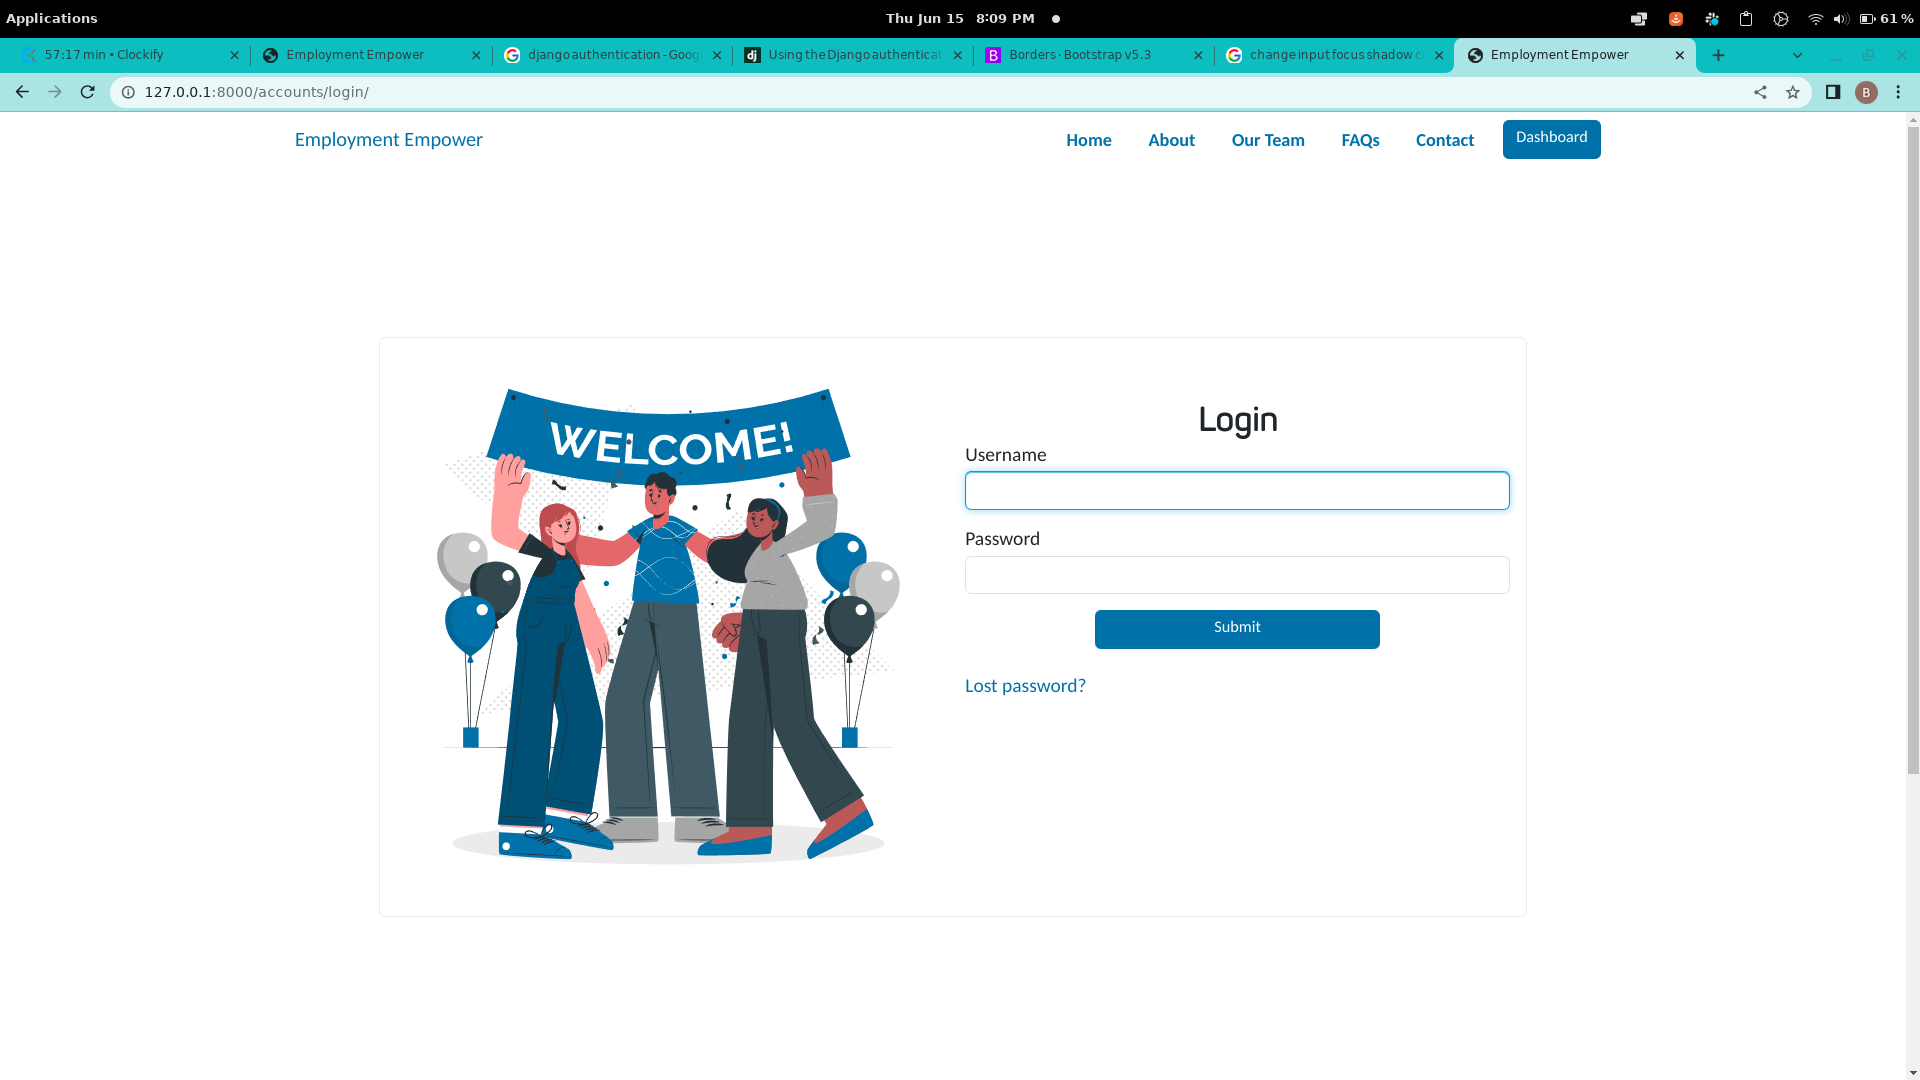 Applications
Thu Jun 15 8:09 PM
61 %
57:17 min • Clockify
Employment Empower
django authentication - Goog
Using the Django authenticat
Borders · Bootstrap v5.3
change input focus shadow c
Employment Empower
127.0.0.1:8000/accounts/login/
B
Employment Empower
Home
About
Our Team
FAQs
Contact
Dashboard
WELCOME!
Login
Username
Password
Submit
Lost password?